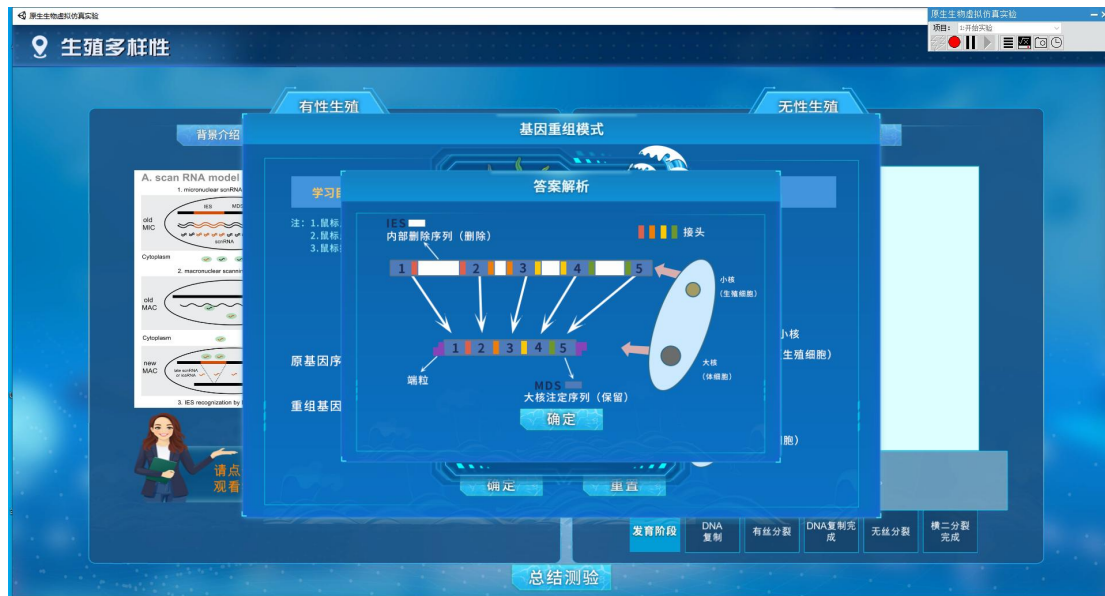 原生生物虚拟仿真实验
原生生物虚拟仿真实验
项目： 1:开始实验
生殖多样性
有性生殖
无性生殖
背景介绍
基因重组模式
A. scan RNA model
1. micronuclear scnRNA
IES MDS
old
MIC
scnRNA
Cytoplasm
2. macronuclear scannin
old
MAC
Cytoplasm
new
MAC
3. IES recognition by
学习目
注：1.鼠标
2.鼠标
3.鼠标
原基因序
重组基因
答案解析
IES
内部删除序列（删除）
接头
1 2 3 4 5
小核
（生殖细胞）
1 2 3 4 5
端粒
大核
（体细胞）
MDS
大核注定序列（保留）
确定
小核
生殖细胞）
胞）
请点
观看
确定
重置
发育阶段
DNA
复制
有丝分裂
DNA复制完
成
无丝分裂
横二分裂
完成
总结测验